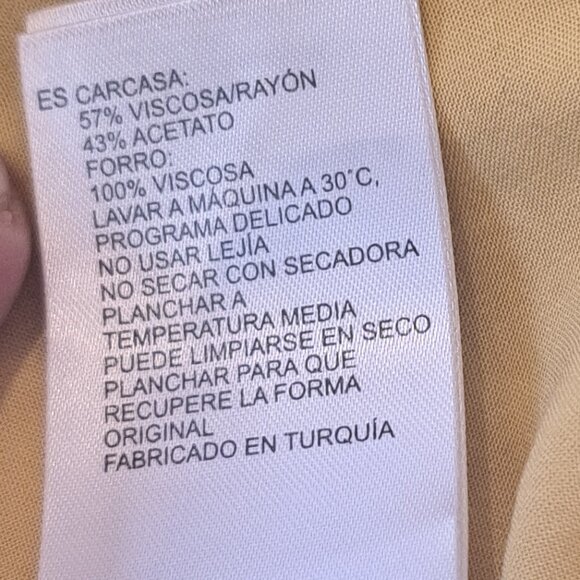 ES CARCASA:
57% VISCOSA/RAYÓN
43% ACETATO
FORRO:
100% VISCOSA
LAVAR A MÁQUINA A 30°C,
PROGRAMA DELICADO
NO USAR LEJÍA
NO SECAR CON SECADORA
PLANCHAR A
TEMPERATURA MEDIA
PUEDE LIMPIARSE EN SECO
PLANCHAR PARA QUE
RECUPERE LA FORMA
ORIGINAL
FABRICADO EN TURQUÍA